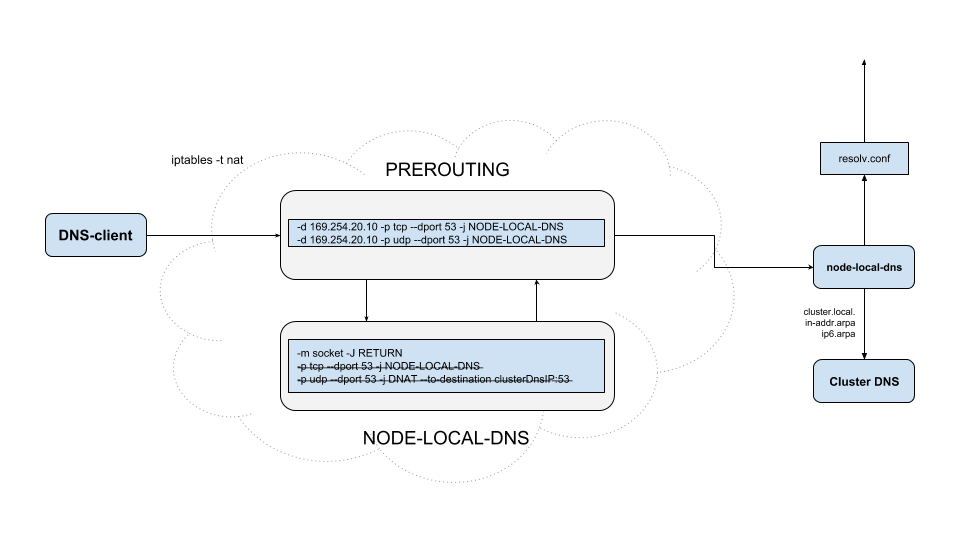 iptables -t nat
PREROUTING
DNS-client
-d 169.254.20.10 -p tcp --dport 53 -j NODE-LOCAL-DNS
-d 169.254.20.10 -p udp --dport 53 -j NODE-LOCAL-DNS
-m socket -J RETURN
-p tcp --dport 53 -j NODE-LOCAL-DNS
-p udp --dport 53 -j DNAT --to-destination clusterDnsIP:53
NODE-LOCAL-DNS
resolv.conf
node-local-dns
cluster.local.
in-addr.arpa
ip6.arpa
Cluster DNS